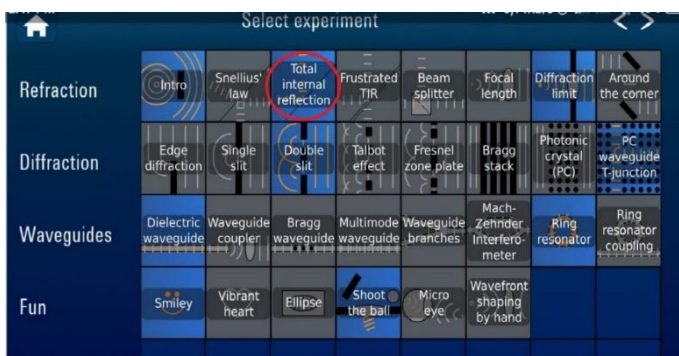 Select experiment
< >
Refraction
Intro
Snellius'
law
Total
internal
reflection
Frustrated
TIR
Beam
splitter
Focal
length
Diffraction
limit
Around
the corner
Diffraction
Edge
diffraction
Single
slit
Double
slit
Talbot
effect
Fresnel
zone plate
Bragg
stack
Photonic
crystal
(PC)
PC
waveguide
T-junction
Waveguides
Dielectric
waveguide
Waveguide
coupler
Bragg
waveguide
Multimode
waveguide
Waveguide
branches
Mach-
Zehnder
Interfero-
meter
Ring
resonator
Ring
resonator
coupling
Fun
Smiley
Vibrant
heart
Ellipse
Shoot
the ball
Micro
eye
Wavefront
shaping
by hand